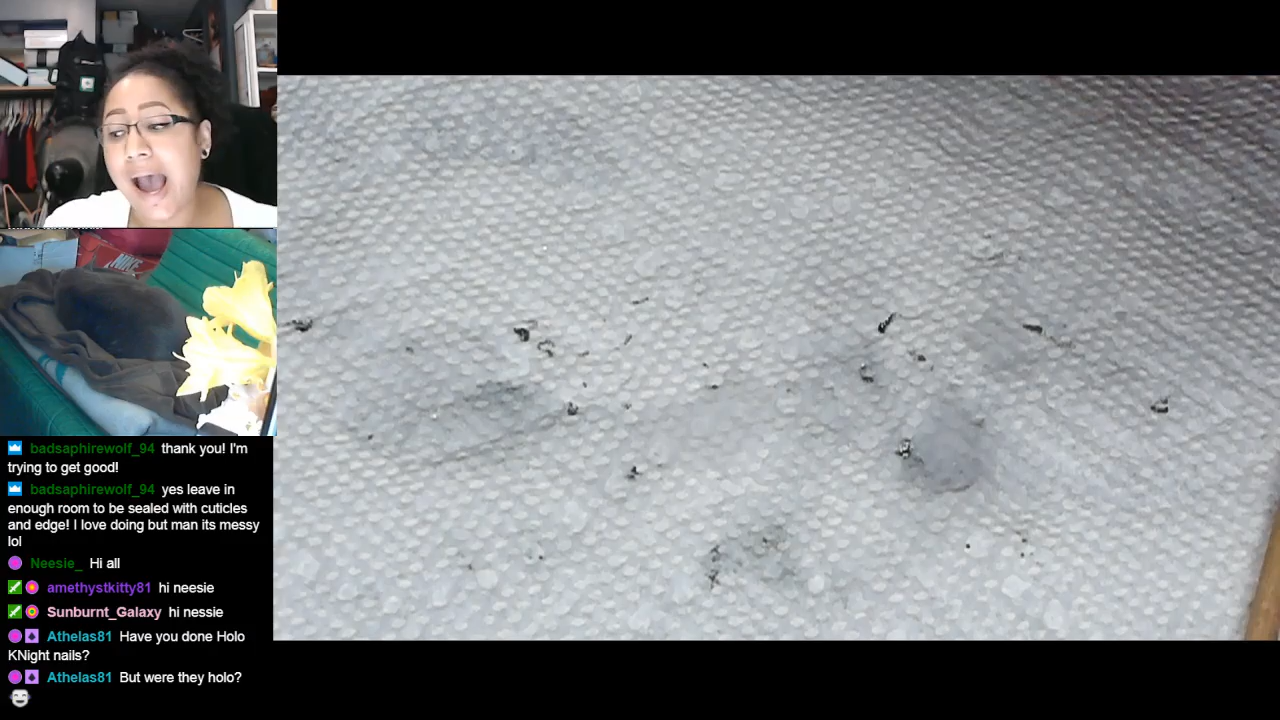 NIKE
badsaphirewolf_94 thank you! I'm
trying to get good!
badsaphirewolf_94 yes leave in
enough room to be sealed with cuticles
and edge! I love doing but man its messy
lol
Neesie_ Hi all
amethystkitty81 hi neesie
Sunburnt_Galaxy hi nessie
Athelas81 Have you done Holo
KNight nails?
Athelas81 But were they holo?